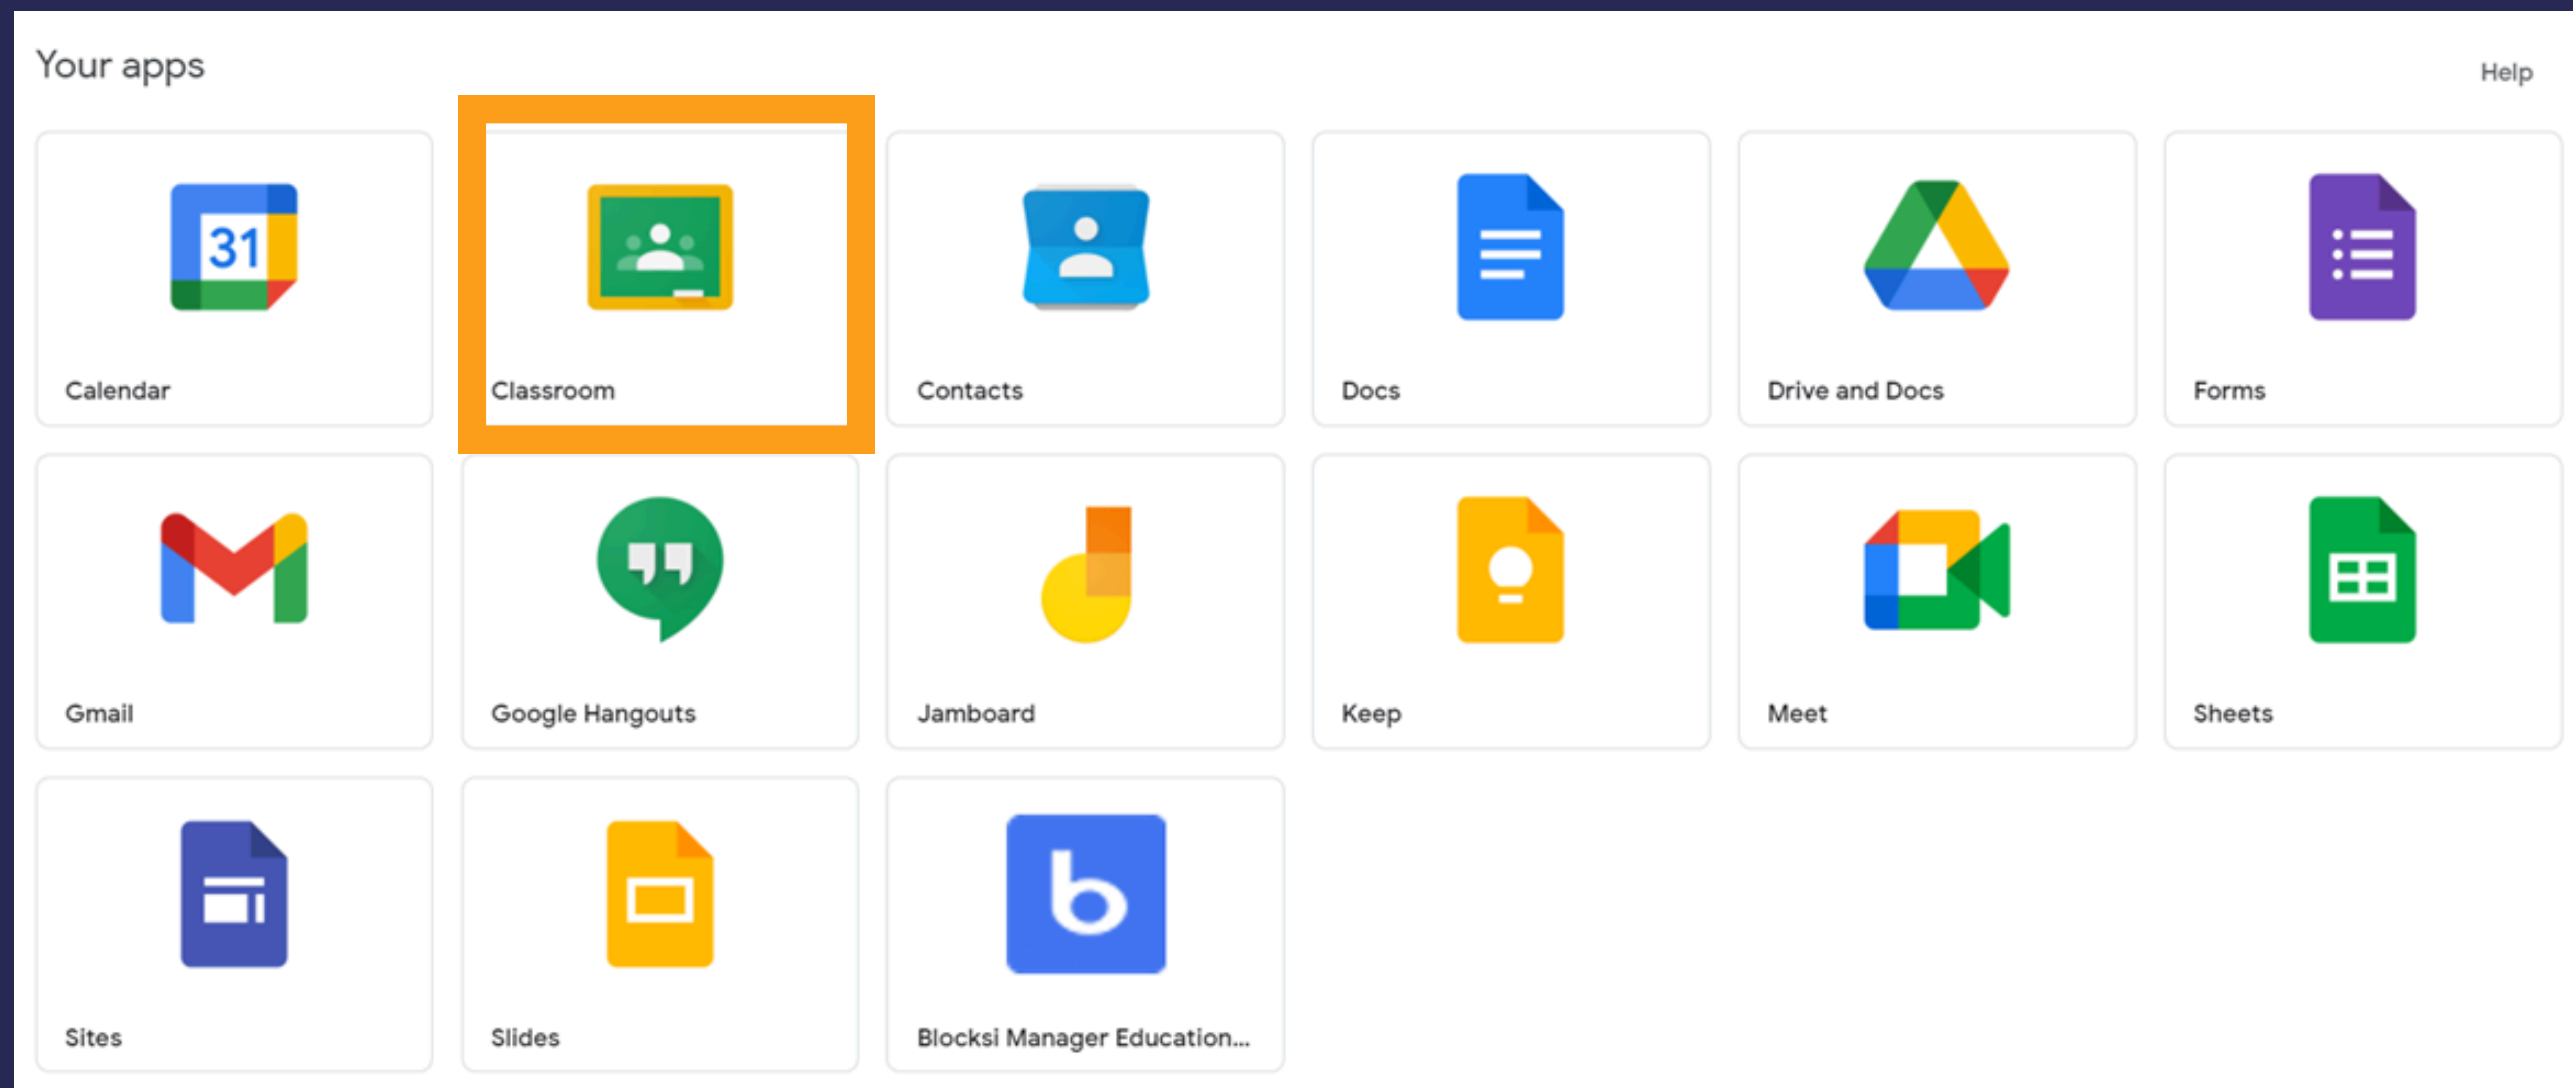 Your apps
Help
31
Calendar
Classroom
Contacts
Docs
Drive and Docs
Forms
Gmail
Google Hangouts
Jamboard
Keep
Meet
Sheets
b
Sites
Slides
Blocksi Manager Education...